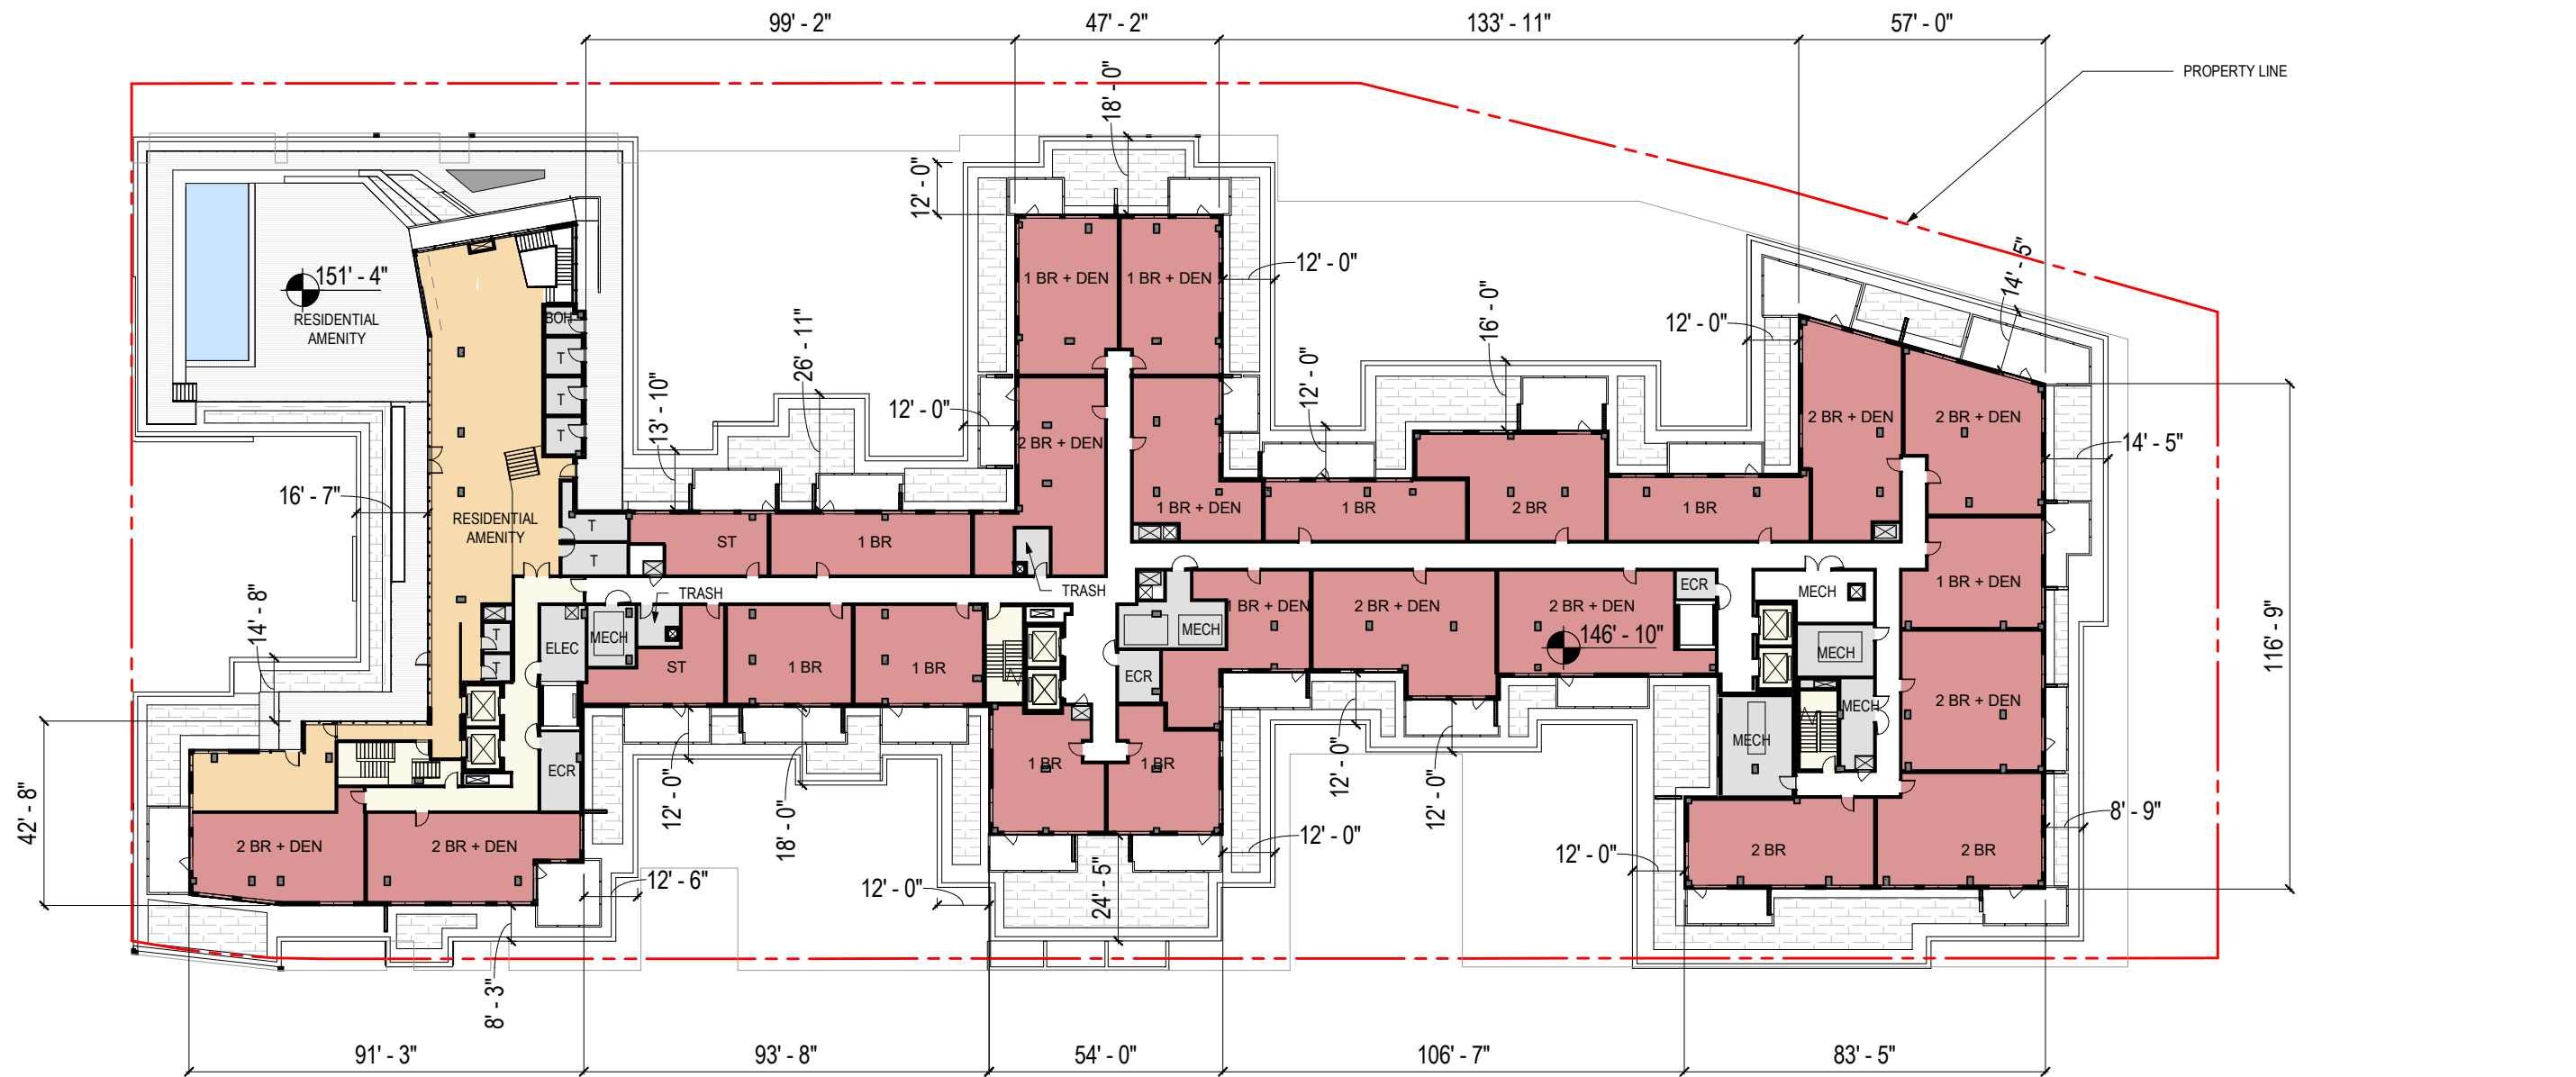 99' - 2"
47' - 2"
133' - 11"
57' - 0"
PROPERTY LINE
18' - 0"
12' - 0"
151' - 4"
RESIDENTIAL
AMENITY
BOH
T
T
T
1 BR + DEN
1 BR + DEN
12' - 0"
14' - 5"
12' - 0"
16' - 0"
26' - 11"
13' - 10"
12' - 0"
12' - 0"
2 BR + DEN
2 BR + DEN
2 BR + DEN
14' - 5"
16' - 7"
RESIDENTIAL
AMENITY
T
T
ST
1 BR
1 BR + DEN
1 BR
2 BR
1 BR
TRASH
TRASH
1 BR + DEN
14' - 8"
T
T
ELEC
MECH
ST
1 BR
1 BR
MECH
ECR
1 BR + DEN
2 BR + DEN
2 BR + DEN
146' - 10"
ECR
MECH
MECH
MECH
MECH
2 BR + DEN
116' - 9"
42' - 8"
ECR
2 BR + DEN
2 BR + DEN
12' - 0"
18' - 0"
1 BR
1 BR
12' - 0"
12' - 0"
12' - 0"
8' - 9"
12' - 6"
12' - 0"
24' - 5"
12' - 0"
2 BR
2 BR
8' - 3"
91' - 3"
93' - 8"
54' - 0"
106' - 7"
83' - 5"